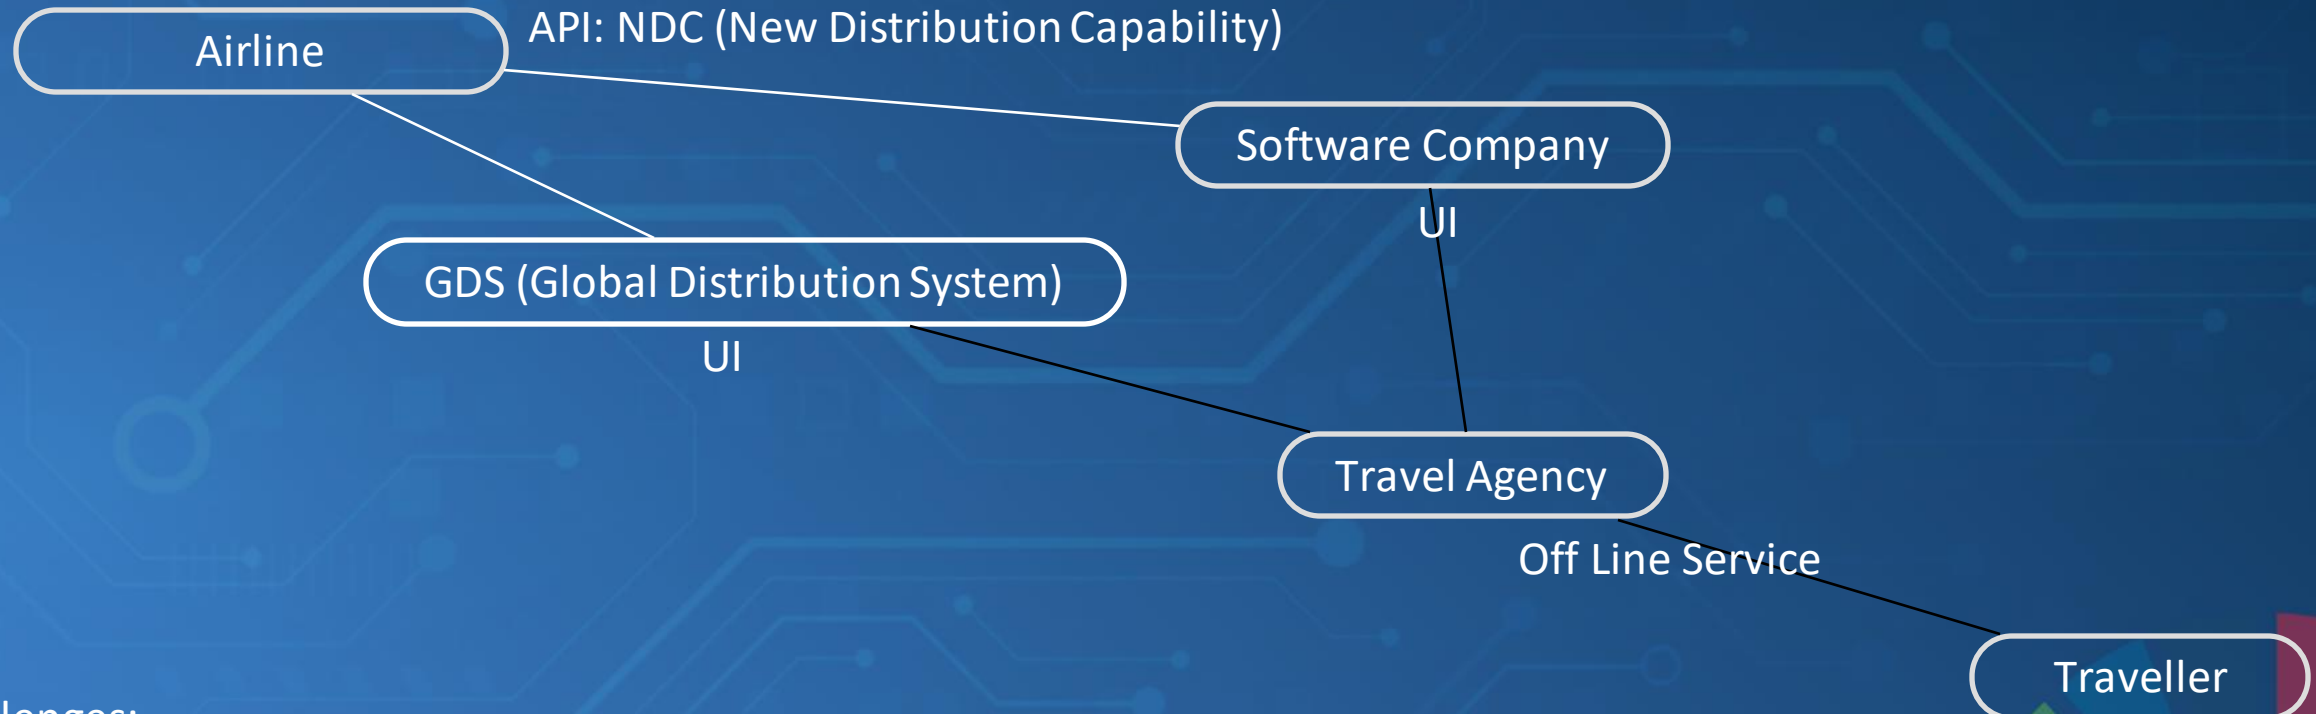 API: NDC (New Distribution Capability)
Airline
Software Company
UI
GDS (Global Distribution System)
UI
Travel Agency
Off Line Service
Traveller